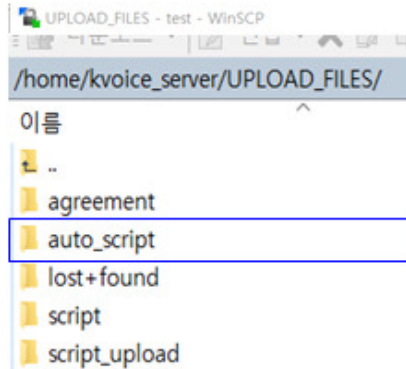 UPLOAD_FILES - test - WinSCP
/home/kvoice_server/UPLOAD_FILES/
이름
..
agreement
auto_script
lost+found
script
script_upload